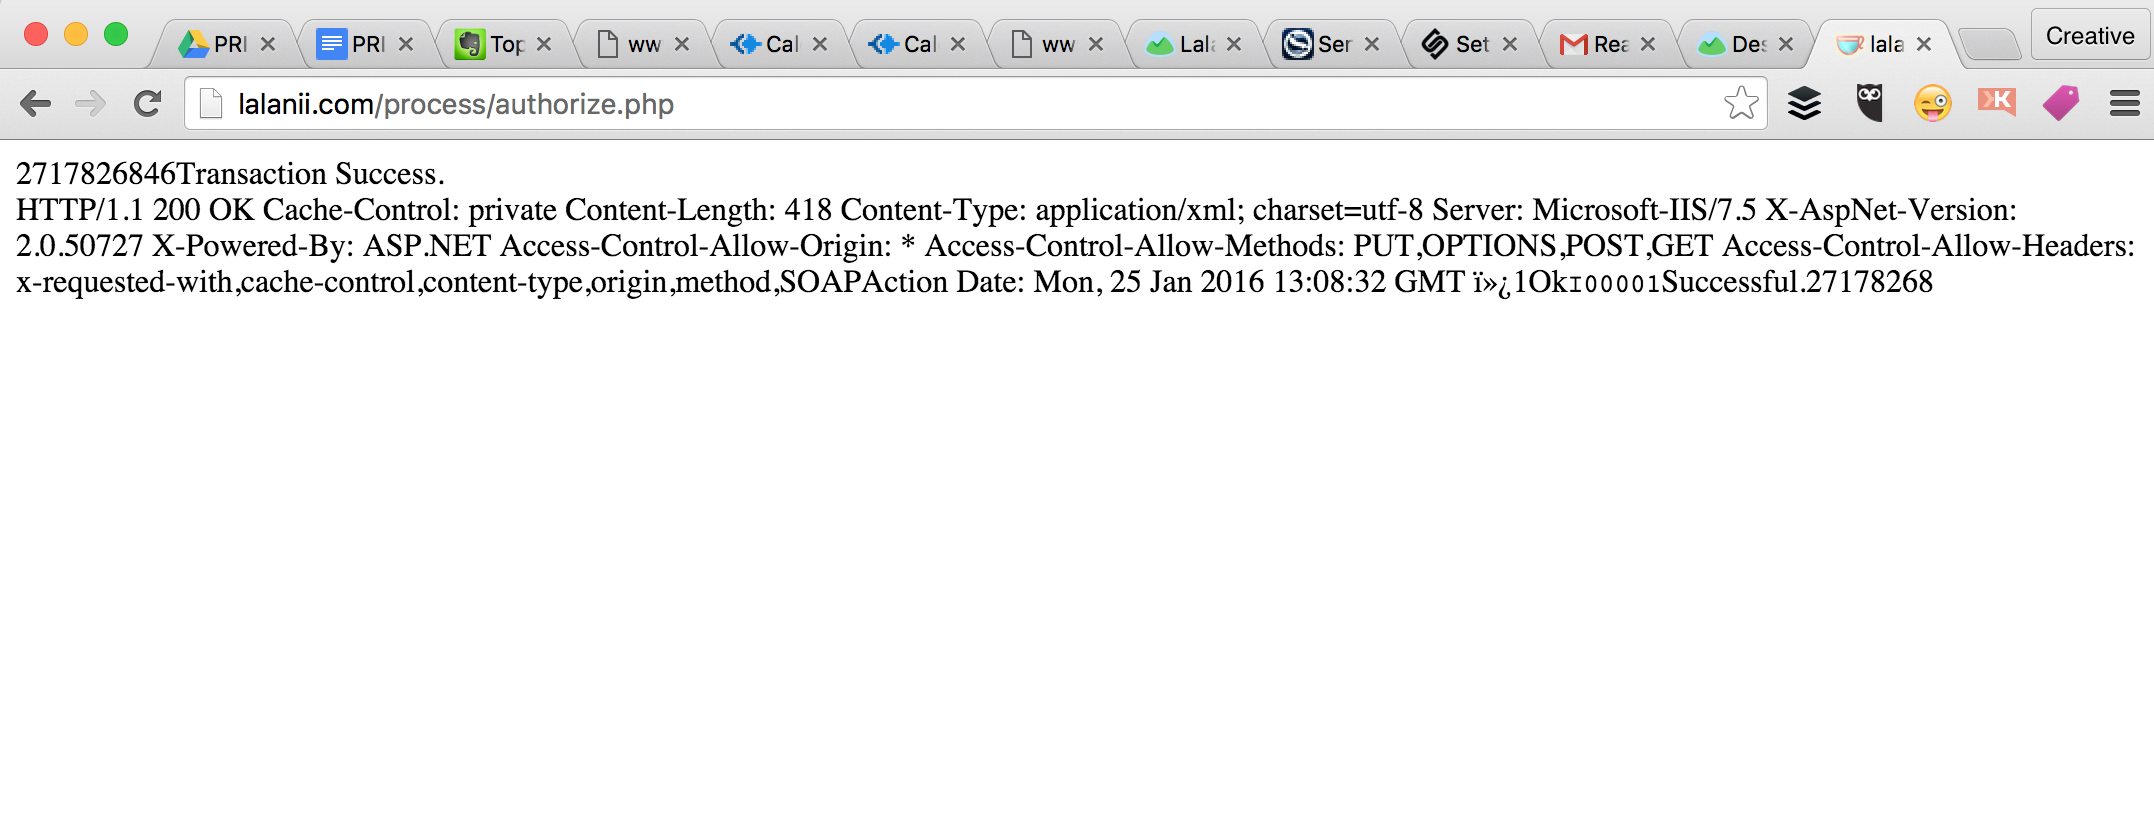 PRI PRI Top ww Cal Cal ww Lala Ser Set Rea Des lala Creative
lalanii.com/process/authorize.php
2717826846Transaction Success.
HTTP/1.1 200 OK Cache-Control: private Content-Length: 418 Content-Type: application/xml; charset=utf-8 Server: Microsoft-IIS/7.5 X-AspNet-Version:
2.0.50727 X-Powered-By: ASP.NET Access-Control-Allow-Origin: * Access-Control-Allow-Methods: PUT,OPTIONS,POST,GET Access-Control-Allow-Headers:
x-requested-with,cache-control,content-type,origin,method,SOAPAction Date: Mon, 25 Jan 2016 13:08:32 GMT ï»¿1OkI00001Successful.27178268